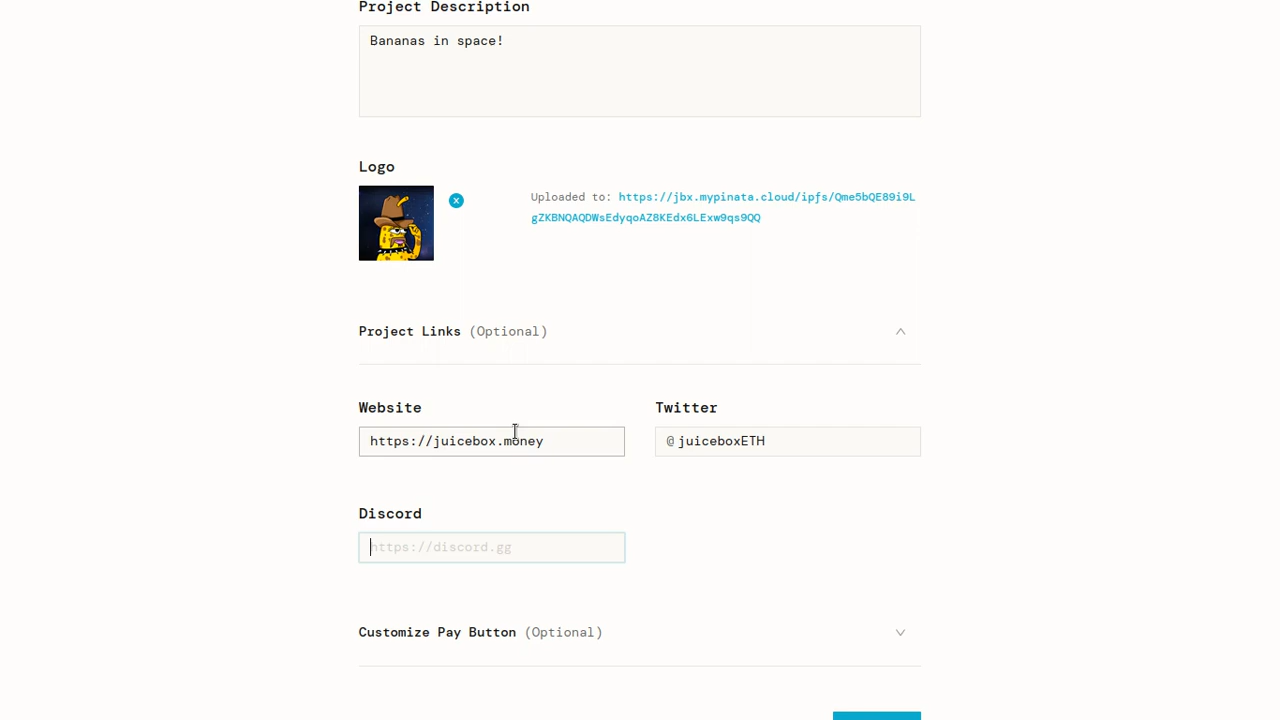 Project Description
Bananas in space!
Logo
x
Uploaded to: https://jbx.mypinata.cloud/ipfs/Qme5bQE89i9L
gZKBNQAQDWsEdyqoAZ8KEdx6LExw9qs9QQ
Project Links (Optional)
Website
Twitter
https://juicebox.money
@ juiceboxETH
Discord
https://discord.gg
Customize Pay Button (Optional)